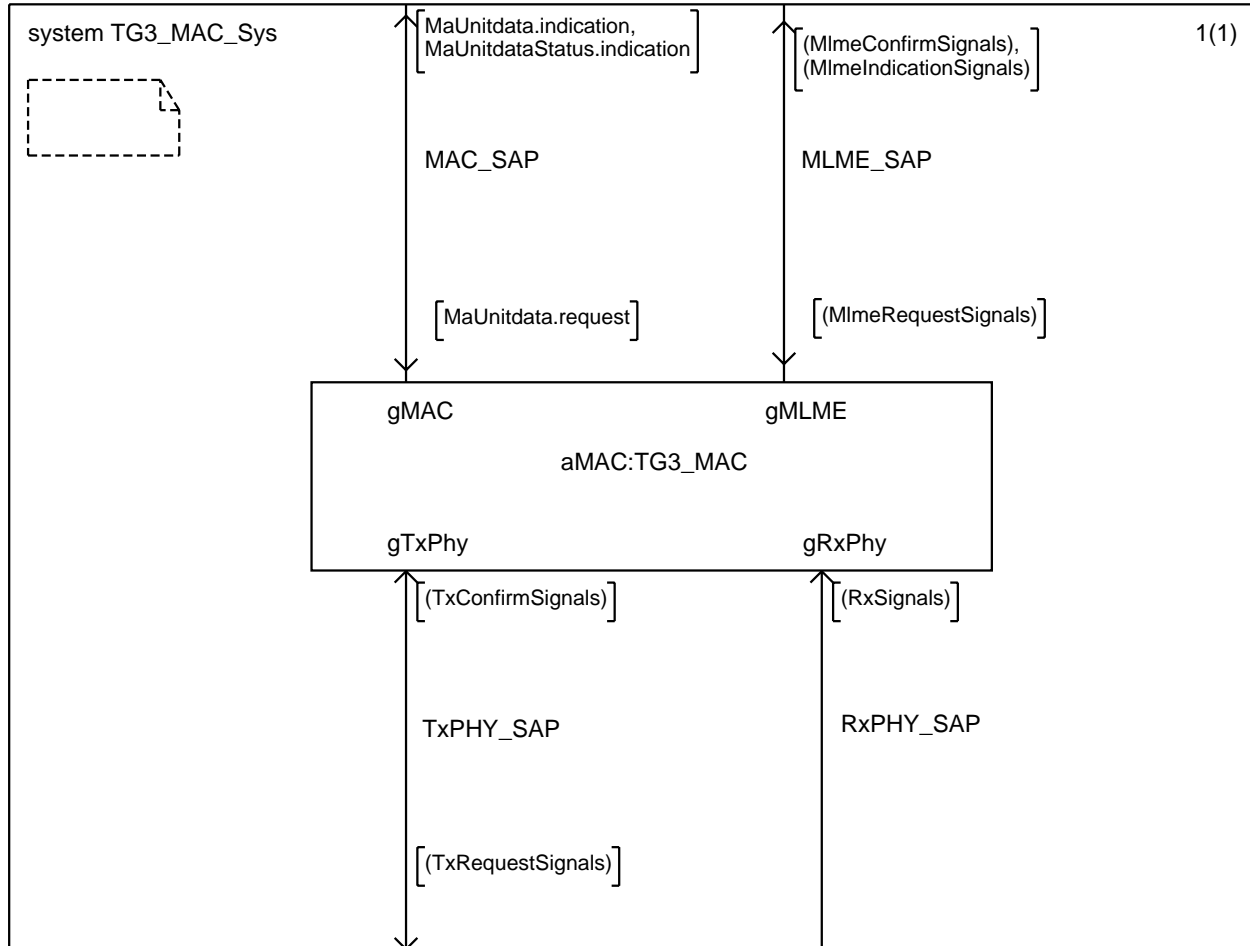 system TG3_MAC_Sys
1(1)
MaUnitdata.indication,
MaUnitdataStatus.indication
(MlmeConfirmSignals),
(MlmeIndicationSignals)
MAC_SAP
MLME_SAP
MaUnitdata.request
(MlmeRequestSignals)
gMAC
gMLME
aMAC:TG3_MAC
gTxPhy
gRxPhy
(TxConfirmSignals)
(RxSignals)
TxPHY_SAP
RxPHY_SAP
(TxRequestSignals)